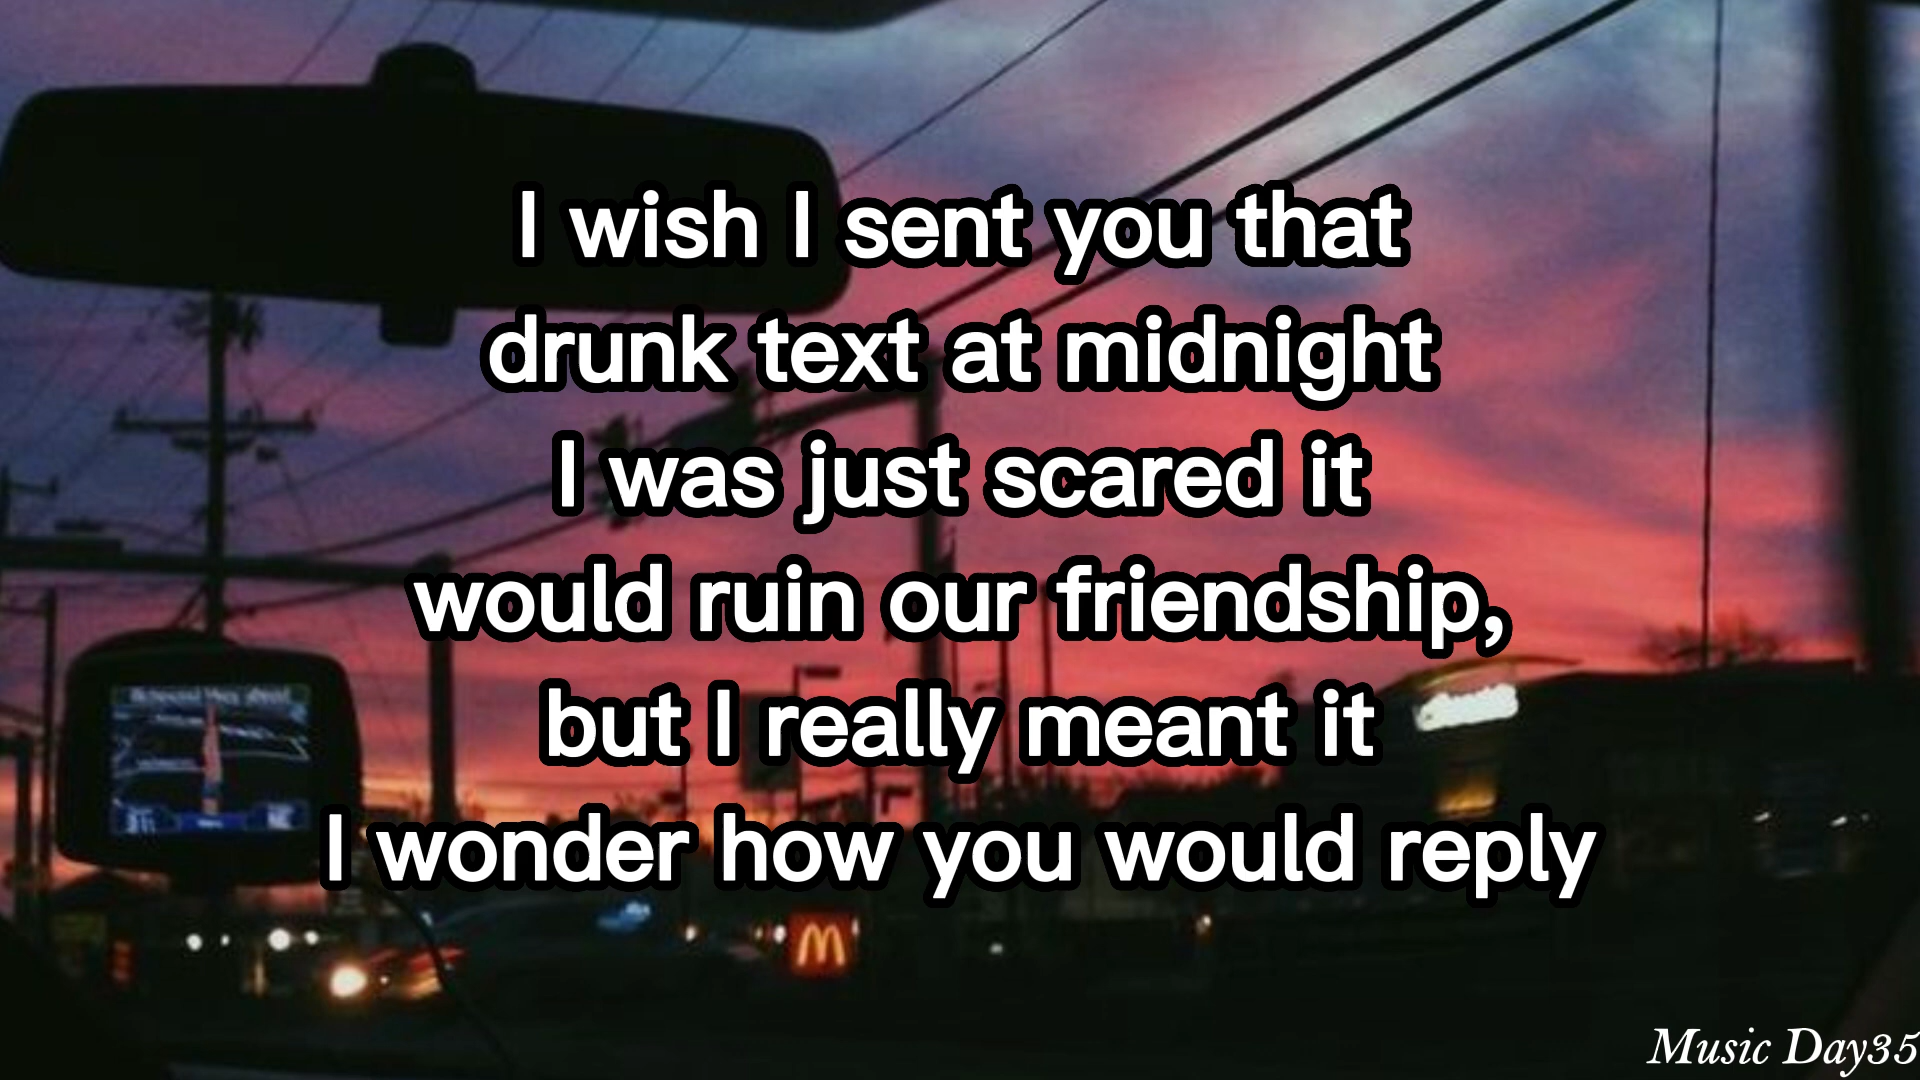 I wish I sent you that
drunk text at midnight
I was just scared it
would ruin our friendship,
but I really meant it
I wonder how you would reply
Music Day35